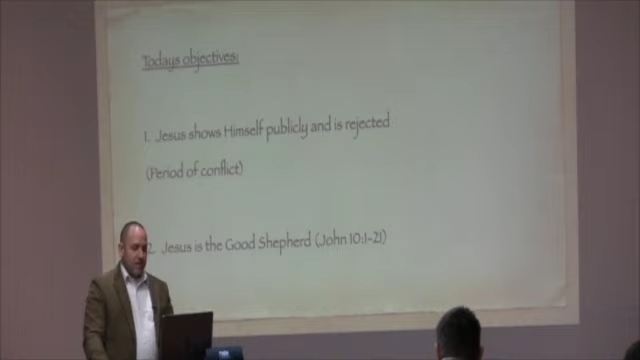 Todays objectives:
1. Jesus shows Himself publicly and is rejected
(Period of conflict)
2. Jesus is the Good Shepherd (John 10:1-21)